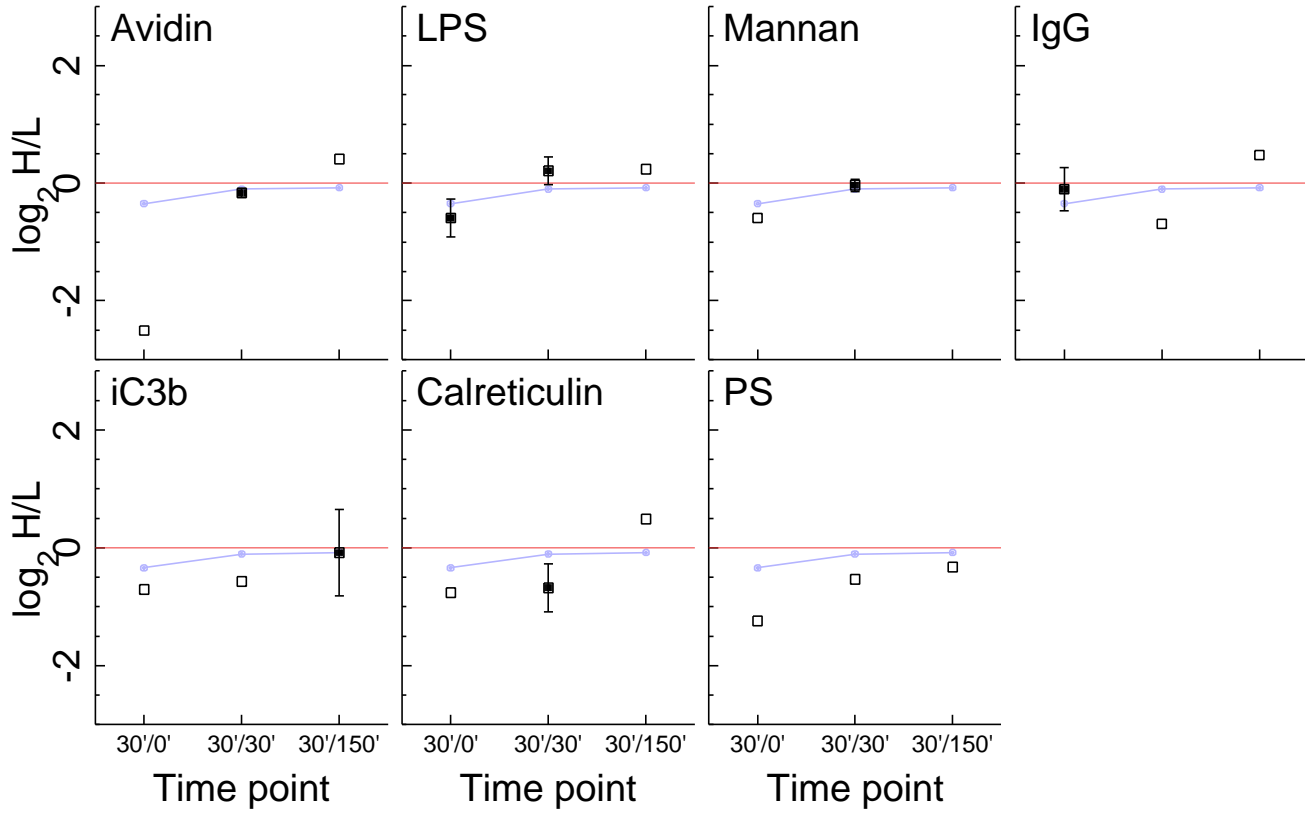 Avidin
LPS
Mannan
IgG
2
0
-2
log₂ H/L
iC3b
Calreticulin
PS
2
0
-2
log₂ H/L
30'/0' 30'/30' 30'/150' 30'/0' 30'/30' 30'/150' 30'/0' 30'/30' 30'/150'
Time point Time point Time point